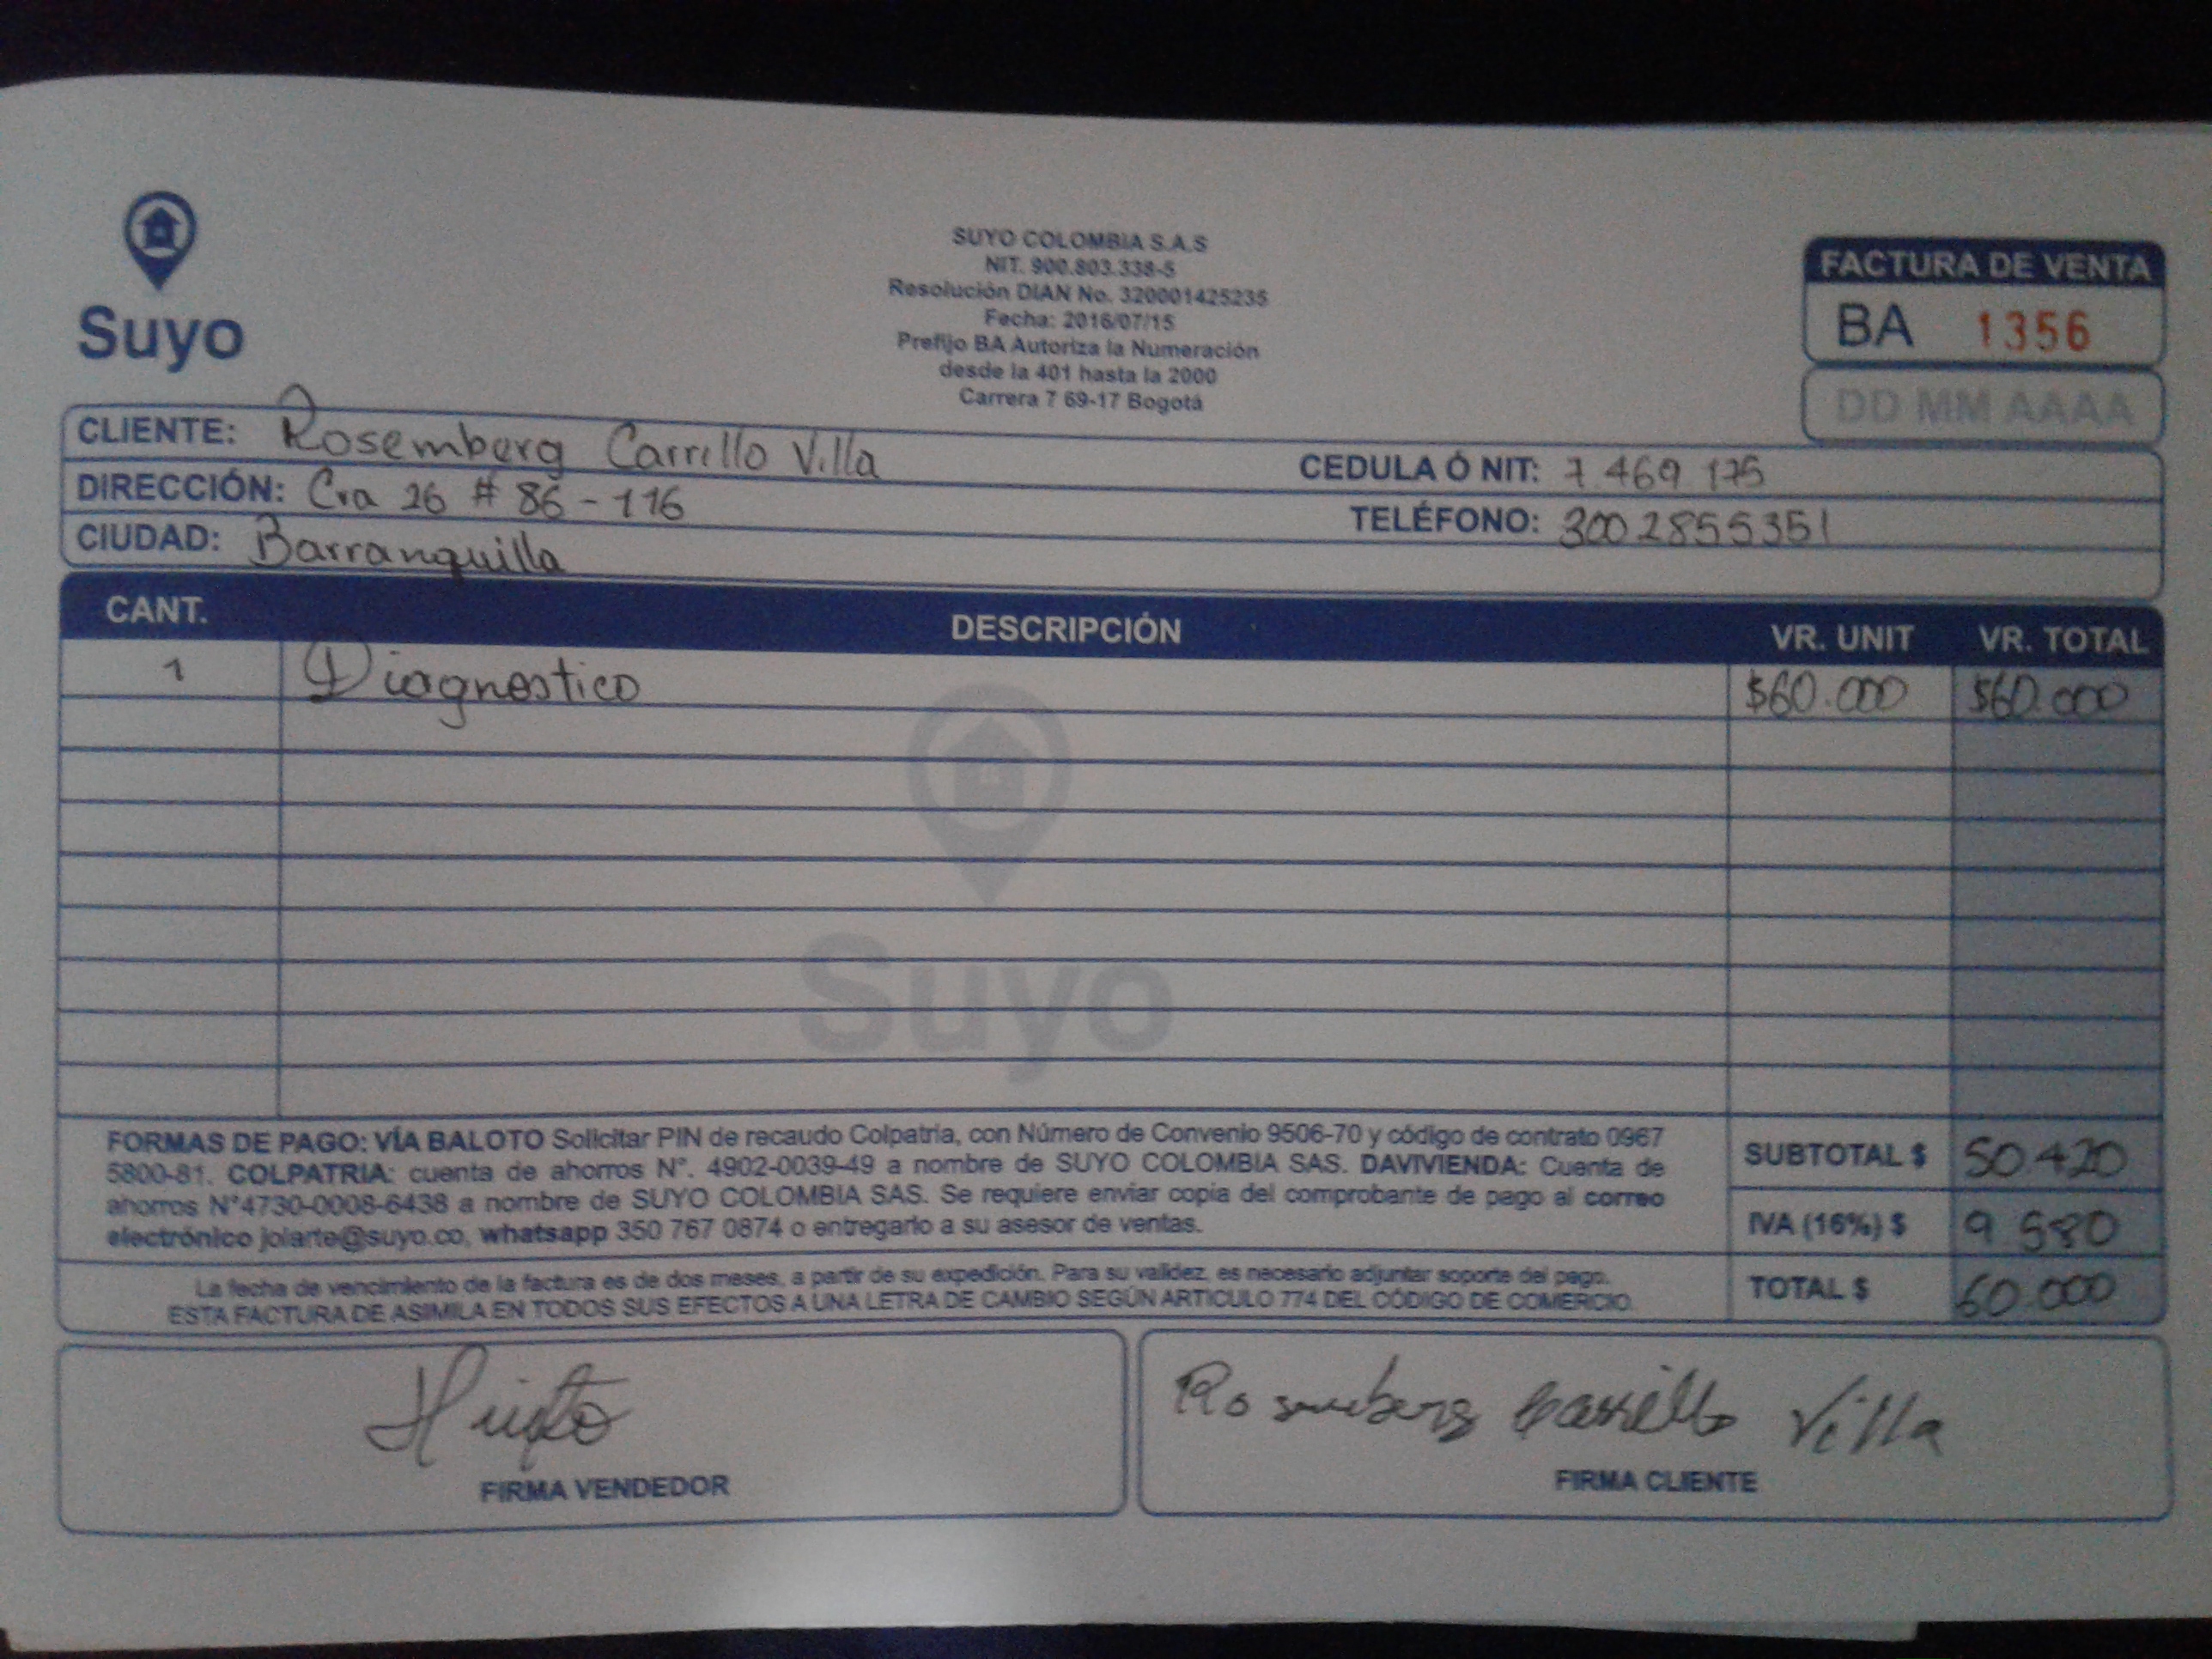 Suyo
SUYO COLOMBIA S.A.S
NIT. 900.803.338-5
Resolución DIAN No. 320001425235
Fecha: 2016/07/15
Prefijo BA Autoriza la Numeración
desde la 401 hasta la 2000
Carrera 7 69-17 Bogotá
FACTURA DE VENTA
BA 1356
DD MM AAAA
CLIENTE: Rosemberg Carrillo Villa
CEDULA Ó NIT: 7 469 175
DIRECCIÓN: Cra 26 # 86 - 116
TELÉFONO: 300 2855351
CIUDAD: Barranquilla
CANT. DESCRIPCIÓN VR. UNIT VR. TOTAL
1 Diagnostico $60.000 $60.000
Suyo
FORMAS DE PAGO: VÍA BALOTO Solicitar PIN de recaudo Colpatria, con Número de Convenio 9506-70 y código de contrato 0967
5800-81. COLPATRIA: cuenta de ahorros N°. 4902-0039-49 a nombre de SUYO COLOMBIA SAS. DAVIVIENDA: Cuenta de
ahorros N°4730-0008-6438 a nombre de SUYO COLOMBIA SAS. Se requiere enviar copia del comprobante de pago al correo
electrónico jolarte@suyo.co, whatsapp 350 767 0874 o entregarlo a su asesor de ventas.
SUBTOTAL $ 50.420
IVA (16%) $ 9.580
La fecha de vencimiento de la factura es de dos meses, a partir de su expedición. Para su validez, es necesario adjuntar soporte del pago.
ESTA FACTURA DE ASIMILA EN TODOS SUS EFECTOS A UNA LETRA DE CAMBIO SEGÚN ARTICULO 774 DEL CÓDIGO DE COMERCIO.
TOTAL $ 60.000
Rosemberg Carrillo Villa
FIRMA VENDEDOR
FIRMA CLIENTE